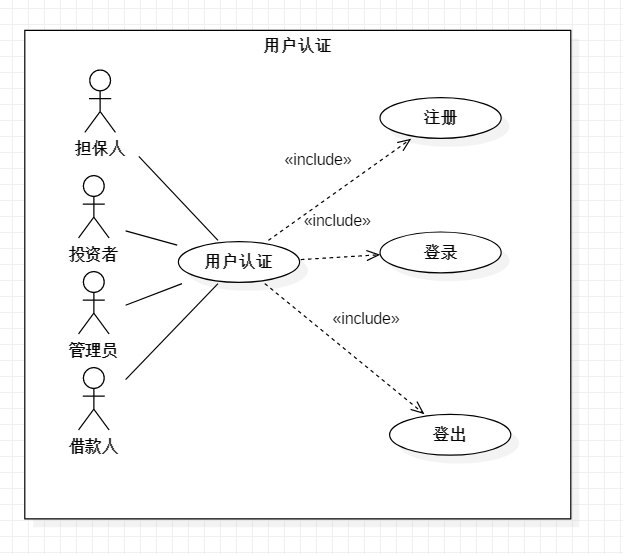 用户认证
担保人
注册
«include»
«include»
投资者
登录
用户认证
«include»
管理员
借款人
登出